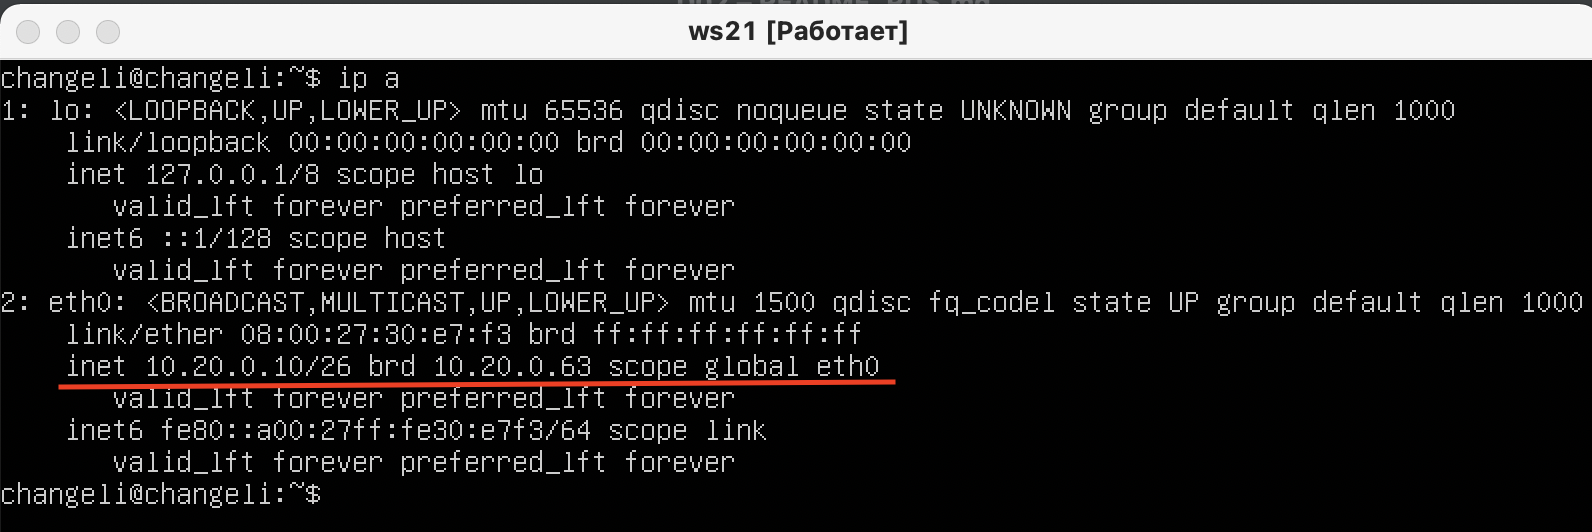 ws21 [Работает]
changeli@changeli:~$ ip a
1: lo: <LOOPBACK,UP,LOWER_UP> mtu 65536 qdisc noqueue state UNKNOWN group default qlen 1000
    link/loopback 00:00:00:00:00:00 brd 00:00:00:00:00:00
    inet 127.0.0.1/8 scope host lo
       valid_lft forever preferred_lft forever
    inet6 ::1/128 scope host
       valid_lft forever preferred_lft forever
2: eth0: <BROADCAST,MULTICAST,UP,LOWER_UP> mtu 1500 qdisc fq_codel state UP group default qlen 1000
    link/ether 08:00:27:30:e7:f3 brd ff:ff:ff:ff:ff:ff
    inet 10.20.0.10/26 brd 10.20.0.63 scope global eth0
       valid_lft forever preferred_lft forever
    inet6 fe80::a00:27ff:fe30:e7f3/64 scope link
       valid_lft forever preferred_lft forever
changeli@changeli:~$